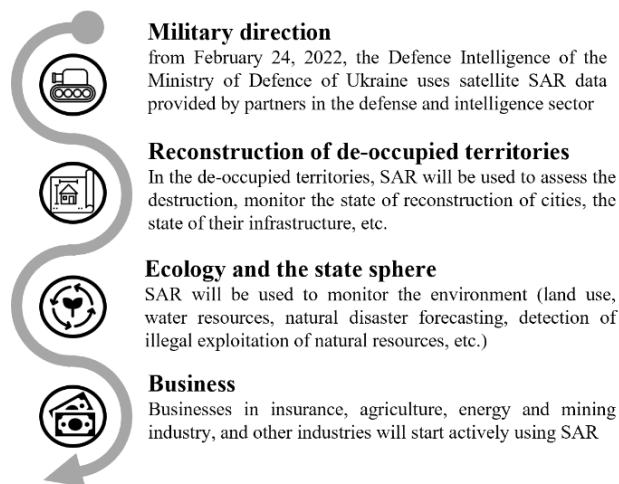 Military direction
from February 24, 2022, the Defence Intelligence of the
Ministry of Defence of Ukraine uses satellite SAR data
provided by partners in the defense and intelligence sector
Reconstruction of de-occupied territories
In the de-occupied territories, SAR will be used to assess the
destruction, monitor the state of reconstruction of cities, the
state of their infrastructure, etc.
Ecology and the state sphere
SAR will be used to monitor the environment (land use,
water resources, natural disaster forecasting, detection of
illegal exploitation of natural resources, etc.)
Business
Businesses in insurance, agriculture, energy and mining
industry, and other industries will start actively using SAR